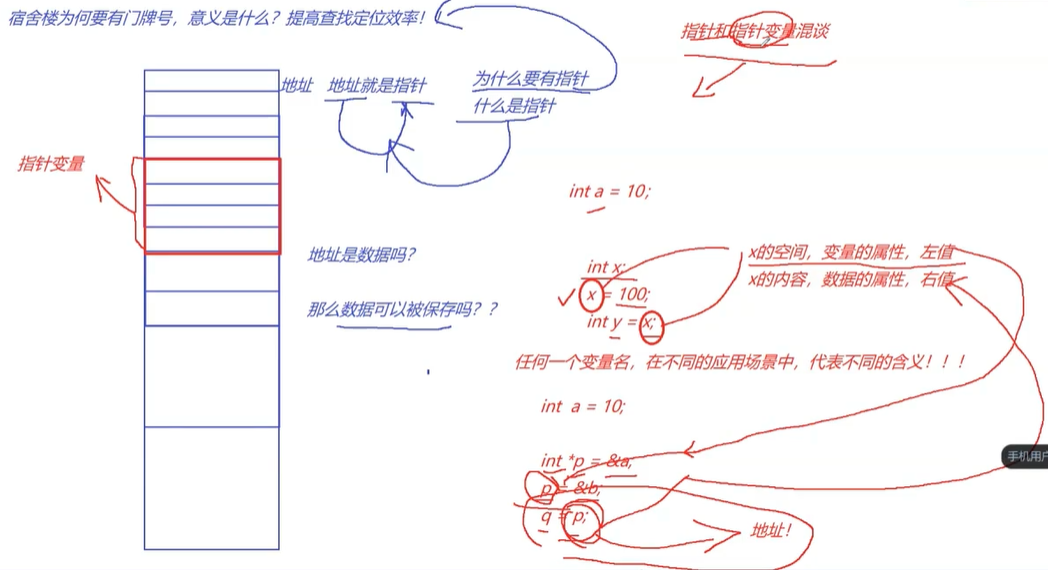 宿舍楼为何要有门牌号，意义是什么？提高查找定位效率！
指针和指针变量混谈
地址 地址就是指针
为什么要有指针
什么是指针
指针变量
int a = 10;
地址是数据吗？
那么数据可以被保存吗？？
int x;
x = 100;
int y = x;
x的空间，变量的属性，左值
x的内容，数据的属性，右值
任何一个变量名，在不同的应用场景中，代表不同的含义！！！
int a = 10;
int *p = &a;
p = &b;
q = p;
地址！
手机用户